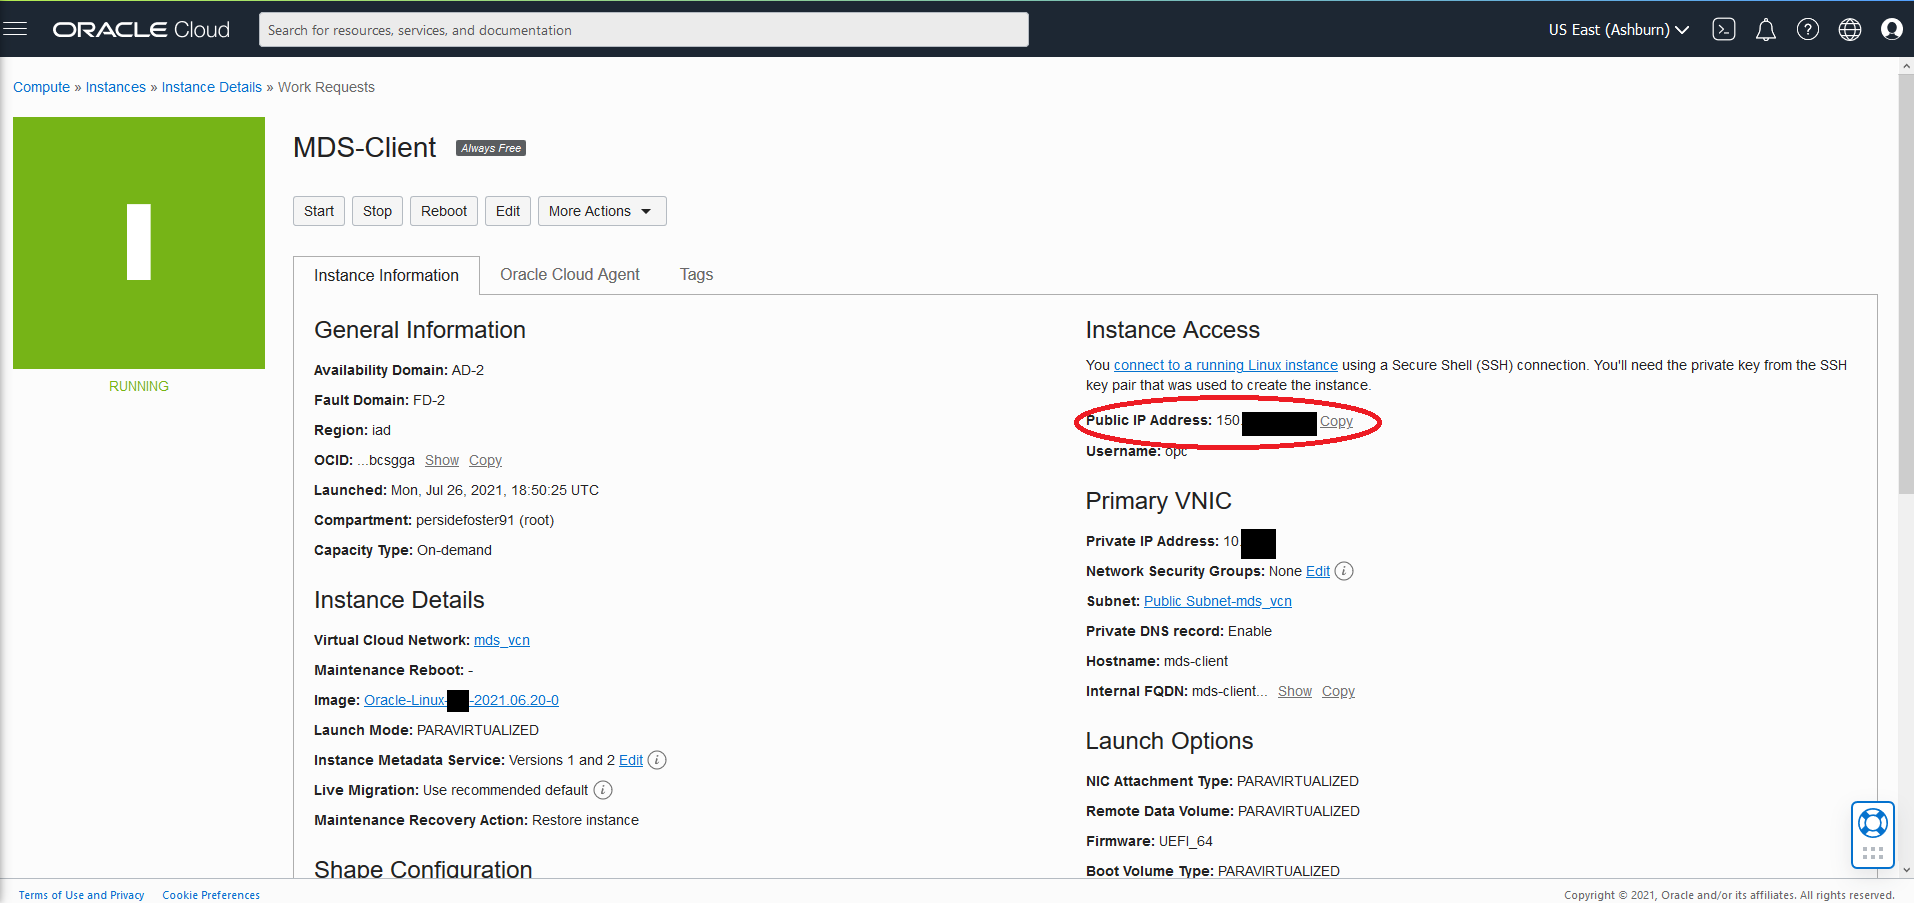 ORACLE Cloud
Search for resources, services, and documentation
US East (Ashburn)
Compute » Instances » Instance Details » Work Requests
MDS-Client
Always Free
Start
Stop
Reboot
Edit
More Actions
RUNNING
Instance Information
Oracle Cloud Agent
Tags
General Information
Availability Domain: AD-2
Fault Domain: FD-2
Region: iad
OCID: ...bcsgga Show Copy
Launched: Mon, Jul 26, 2021, 18:50:25 UTC
Compartment: persidefoster91 (root)
Capacity Type: On-demand
Instance Details
Virtual Cloud Network: mds_vcn
Maintenance Reboot: -
Image: Oracle-Linux- -2021.06.20-0
Launch Mode: PARAVIRTUALIZED
Instance Metadata Service: Versions 1 and 2 Edit i
Live Migration: Use recommended default i
Maintenance Recovery Action: Restore instance
Shape Configuration
Instance Access
You connect to a running Linux instance using a Secure Shell (SSH) connection. You'll need the private key from the SSH
key pair that was used to create the instance.
Public IP Address: 150. Copy
Username: opc
Primary VNIC
Private IP Address: 10.
Network Security Groups: None Edit i
Subnet: Public Subnet-mds_vcn
Private DNS record: Enable
Hostname: mds-client
Internal FQDN: mds-client... Show Copy
Launch Options
NIC Attachment Type: PARAVIRTUALIZED
Remote Data Volume: PARAVIRTUALIZED
Firmware: UEFI_64
Boot Volume Type: PARAVIRTUALIZED
Terms of Use and Privacy
Cookie Preferences
Copyright © 2021, Oracle and/or its affiliates. All rights reserved.